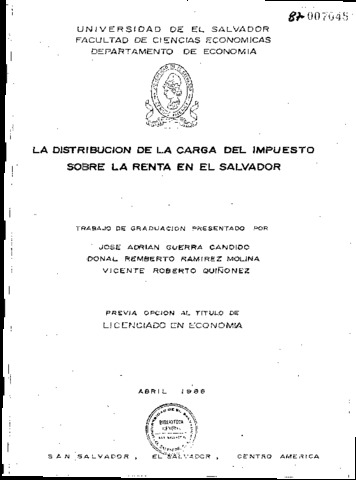 87 007645
UNIVERSIDAD DE EL SALVADOR
FACULTAD DE CIENCIAS ECONOMICAS
DEPARTAMENTO DE ECONOMIA
LA DISTRIBUCION DE LA CARGA DEL IMPUESTO
SOBRE LA RENTA EN EL SALVADOR
TRABAJO DE GRADUACION PRESENTADO POR
JOSE ADRIAN GUERRA CANDIDO
DONAL REMBERTO RAMIREZ MOLINA
VICENTE ROBERTO QUIÑONEZ
PREVIA OPCION AL TITULO DE
LICENCIADO EN ECONOMIA
ABRIL 1986
BIBLIOTECA
CENTRAL
SAN SALVADOR, EL SALVADOR, CENTRO AMERICA